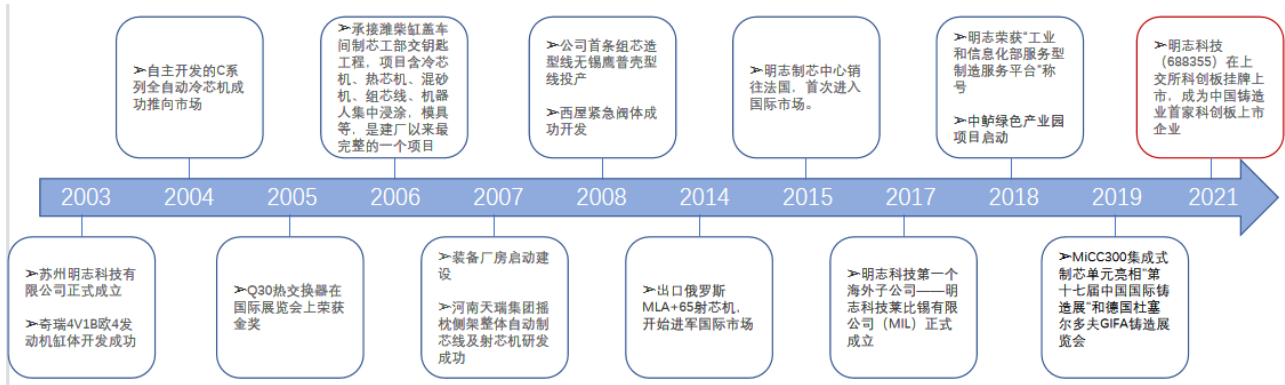 ➢自主开发的C系
列全自动冷芯机成
功推向市场
➢承接潍柴缸盖车
间制芯工部交钥匙
工程，项目含冷芯
机、热芯机、混砂
机、组芯线、机器
人集中浸涂，模具
等，是建厂以来最
完整的一个项目
➢公司首条组芯造
型线无锡鹰普壳型
线投产
➢西屋紧急阀体成
功开发
➢明志制芯中心销
往法国，首次进入
国际市场。
➢明志荣获“工业
和信息化部服务型
制造服务平台”称
号
➢中鲈绿色产业园
项目启动
➢明志科技
（688355）在上
交所科创板挂牌上
市，成为中国铸造
业首家科创板上市
企业
2003 2004 2005 2006 2007 2008 2014 2015 2017 2018 2019 2021
➢苏州明志科技有
限公司正式成立
➢奇瑞4V1B欧4发
动机缸体开发成功
➢Q30热交换器在
国际展览会上荣获
金奖
➢装备厂房启动建
设
➢河南天瑞集团摇
枕侧架整体自动制
芯线及射芯机研发
成功
➢出口俄罗斯
MLA+65射芯机，
开始进军国际市场
➢明志科技第一个
海外子公司——明
志科技莱比锡有限
公司（MIL）正式
成立
➢MiCC300集成式
制芯单元亮相“第
十七届中国国际铸
造展”和德国杜塞
尔多夫GIFA铸造展
览会